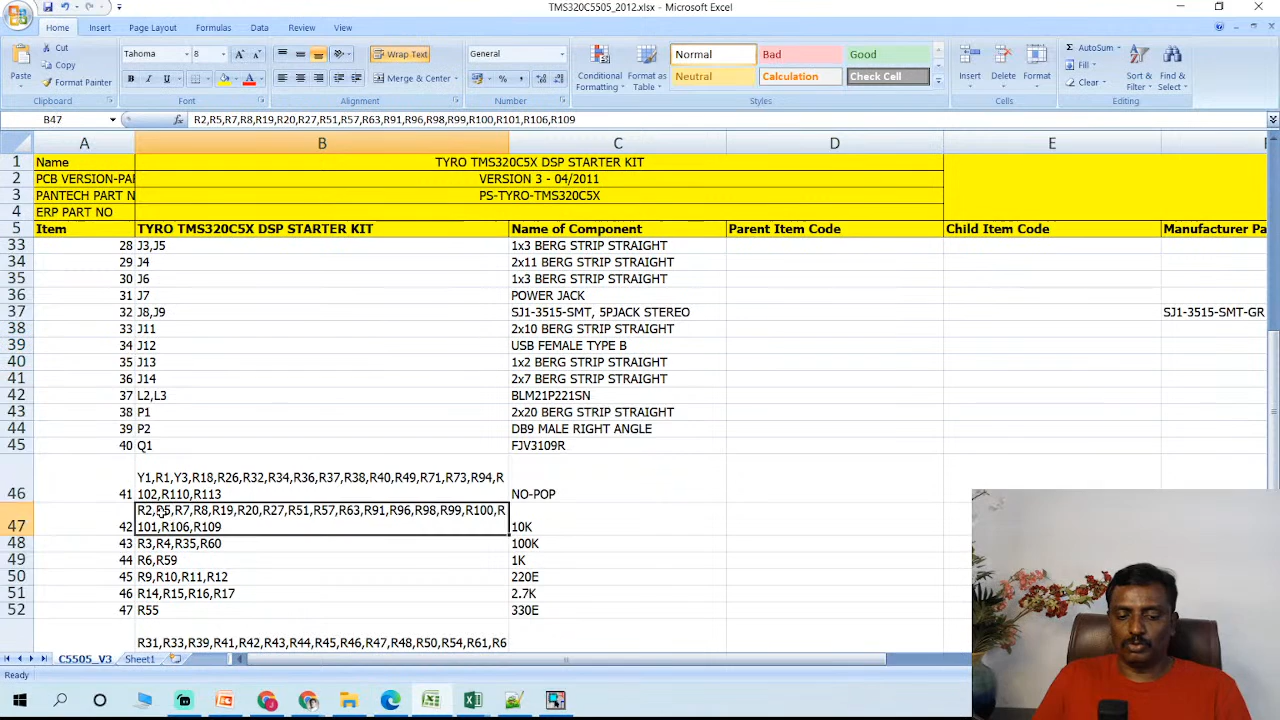 TMS320C5505_2012.xlsx - Microsoft Excel
Home Insert Page Layout Formulas Data Review View
Cut
Copy
Format Painter
Paste
Clipboard
Tahoma 8
B I U
Font
Wrap Text
Merge & Center
Alignment
General
Number
Conditional Formatting
Format as Table
Normal Bad Good
Neutral Calculation Check Cell
Styles
Insert Delete Format
Cells
AutoSum
Fill
Clear
Sort & Filter
Find & Select
Editing
B47 fx R2,R5,R7,R8,R19,R20,R27,R51,R57,R63,R91,R96,R98,R99,R100,R101,R106,R109
A B C D E
1 Name TYRO TMS320C5X DSP STARTER KIT
2 PCB VERSION-PA VERSION 3 - 04/2011
3 PANTECH PART N PS-TYRO-TMS320C5X
4 ERP PART NO
5 Item TYRO TMS320C5X DSP STARTER KIT Name of Component Parent Item Code Child Item Code Manufacturer Pa
33 28 J3,J5 1x3 BERG STRIP STRAIGHT
34 29 J4 2x11 BERG STRIP STRAIGHT
35 30 J6 1x3 BERG STRIP STRAIGHT
36 31 J7 POWER JACK
37 32 J8,J9 SJ1-3515-SMT, 5PJACK STEREO SJ1-3515-SMT-GR
38 33 J11 2x10 BERG STRIP STRAIGHT
39 34 J12 USB FEMALE TYPE B
40 35 J13 1x2 BERG STRIP STRAIGHT
41 36 J14 2x7 BERG STRIP STRAIGHT
42 37 L2,L3 BLM21P221SN
43 38 P1 2x20 BERG STRIP STRAIGHT
44 39 P2 DB9 MALE RIGHT ANGLE
45 40 Q1 FJV3109R
Y1,R1,Y3,R18,R26,R32,R34,R36,R37,R38,R40,R49,R71,R73,R94,R
46 41 102,R110,R113 NO-POP
R2,R5,R7,R8,R19,R20,R27,R51,R57,R63,R91,R96,R98,R99,R100,R
47 42 101,R106,R109 10K
48 43 R3,R4,R35,R60 100K
49 44 R6,R59 1K
50 45 R9,R10,R11,R12 220E
51 46 R14,R15,R16,R17 2.7K
52 47 R55 330E
R31,R33,R39,R41,R42,R43,R44,R45,R46,R47,R48,R50,R54,R61,R6
C5505_V3 Sheet1
Ready